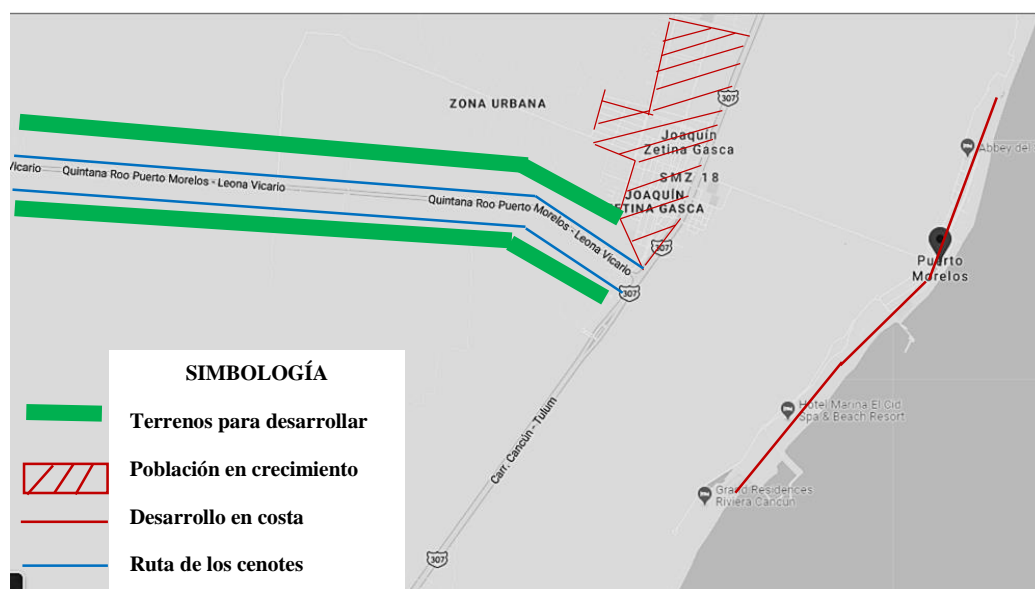 ZONA URBANA
307
Joaquín
Zetina Gasca
Abbey del
SMZ 18
Vicario
Quintana Roo Puerto Morelos - Leona Vicario
Quintana Roo Puerto Morelos - Leona Vicario
JOAQUÍN
ZETINA GASCA
307
Puerto
Morelos
307
SIMBOLOGÍA
Terrenos para desarrollar
Población en crecimiento
Desarrollo en costa
Ruta de los cenotes
Carr. Cancún - Tulum
Hotel Marina El Cid
Spa & Beach Resort
Grand Residences
Riviera Cancún
307